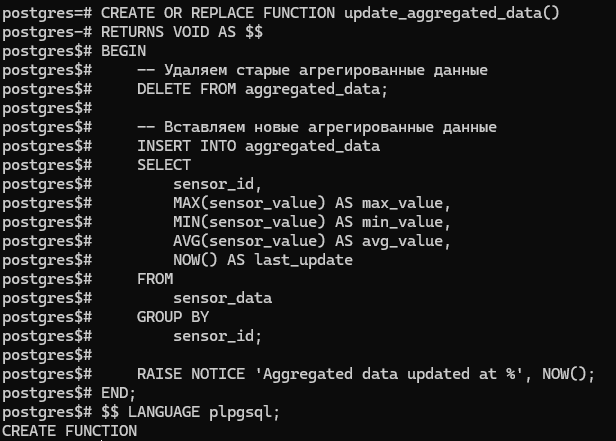 postgres=# CREATE OR REPLACE FUNCTION update_aggregated_data()
postgres-# RETURNS VOID AS $$
postgres$# BEGIN
postgres$#     -- Удаляем старые агрегированные данные
postgres$#     DELETE FROM aggregated_data;
postgres$#
postgres$#     -- Вставляем новые агрегированные данные
postgres$#     INSERT INTO aggregated_data
postgres$#     SELECT
postgres$#         sensor_id,
postgres$#         MAX(sensor_value) AS max_value,
postgres$#         MIN(sensor_value) AS min_value,
postgres$#         AVG(sensor_value) AS avg_value,
postgres$#         NOW() AS last_update
postgres$#     FROM
postgres$#         sensor_data
postgres$#     GROUP BY
postgres$#         sensor_id;
postgres$#
postgres$#     RAISE NOTICE 'Aggregated data updated at %', NOW();
postgres$# END;
postgres$# $$ LANGUAGE plpgsql;
CREATE FUNCTION